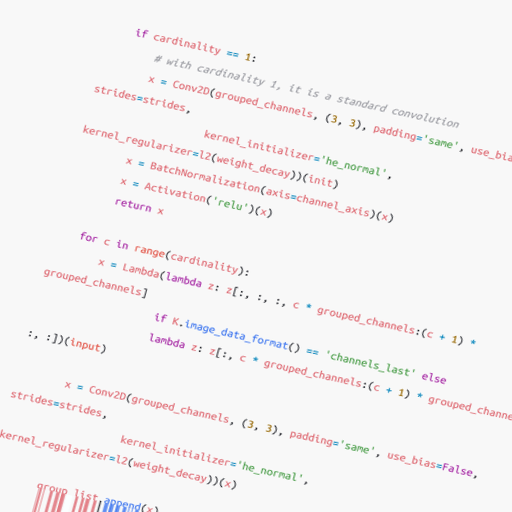 if cardinality == 1:
# with cardinality 1, it is a standard convolution
x = Conv2D(grouped_channels, (3, 3), padding='same', use_bias
strides=strides,
kernel_initializer='he_normal',
kernel_regularizer=l2(weight_decay))(init)
x = BatchNormalization(axis=channel_axis)(x)
x = Activation('relu')(x)
return x
for c in range(cardinality):
x = Lambda(lambda z: z[:, :, :, c * grouped_channels:(c + 1) *
grouped_channels]
if K.image_data_format() == 'channels_last' else
lambda z: z[:, c * grouped_channels:(c + 1) * grouped_channe
:, :])(input)
x = Conv2D(grouped_channels, (3, 3), padding='same', use_bias=False,
strides=strides,
kernel_initializer='he_normal',
kernel_regularizer=l2(weight_decay))(x)
group_list.append(x)